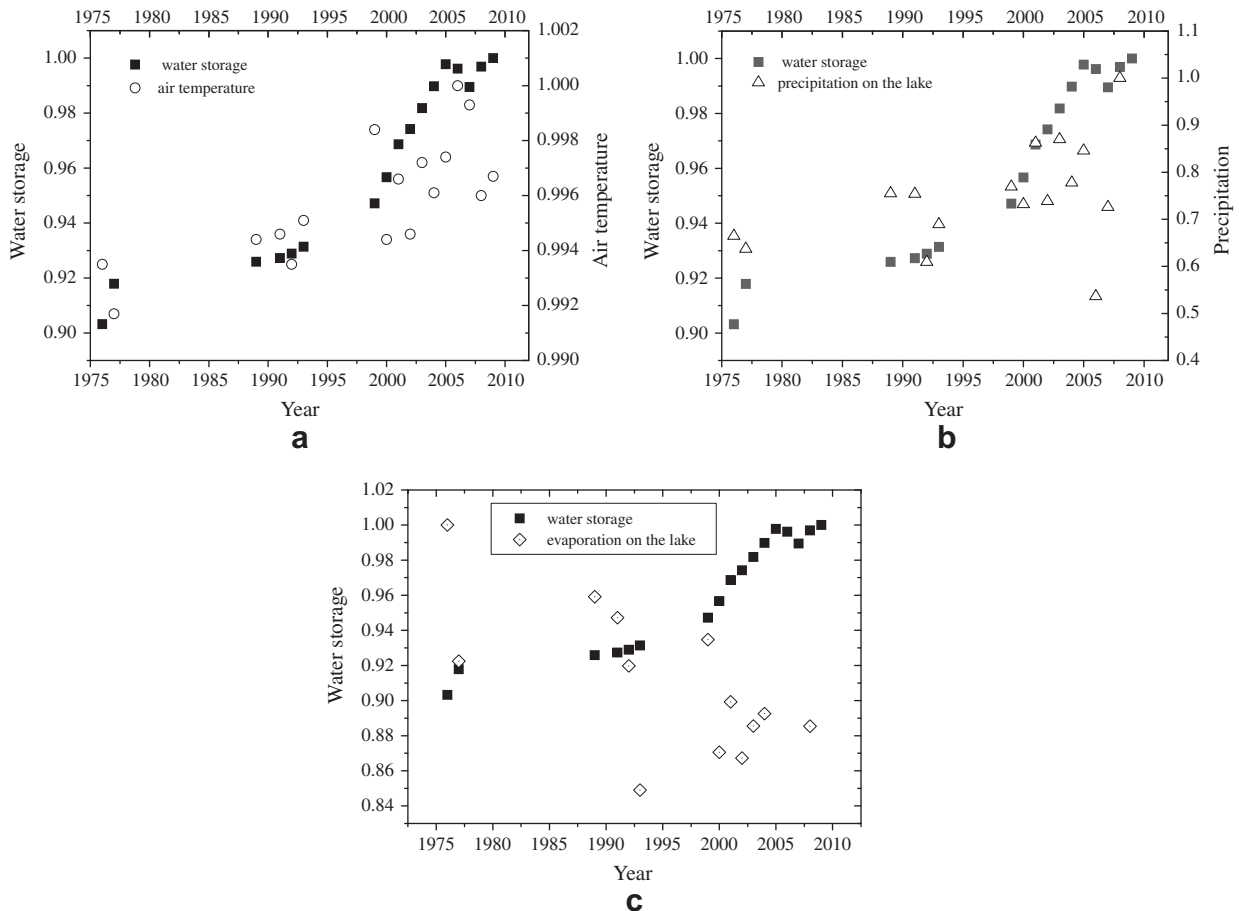 1975 1980 1985 1990 1995 2000 2005 2010
1.00
0.98
0.96
0.94
0.92
0.90
Water storage
water storage
air temperature
1.002
1.000
0.998
0.996
0.994
0.992
0.990
Air temperature
1975 1980 1985 1990 1995 2000 2005 2010
Year
a
1975 1980 1985 1990 1995 2000 2005 2010
1.00
0.98
0.96
0.94
0.92
0.90
Water storage
water storage
precipitation on the lake
1.1
1.0
0.9
0.8
0.7
0.6
0.5
0.4
Precipitation
1975 1980 1985 1990 1995 2000 2005 2010
Year
b
1.02
1.00
0.98
0.96
0.94
0.92
0.90
0.88
0.86
0.84
Water storage
water storage
evaporation on the lake
1975 1980 1985 1990 1995 2000 2005 2010
Year
c